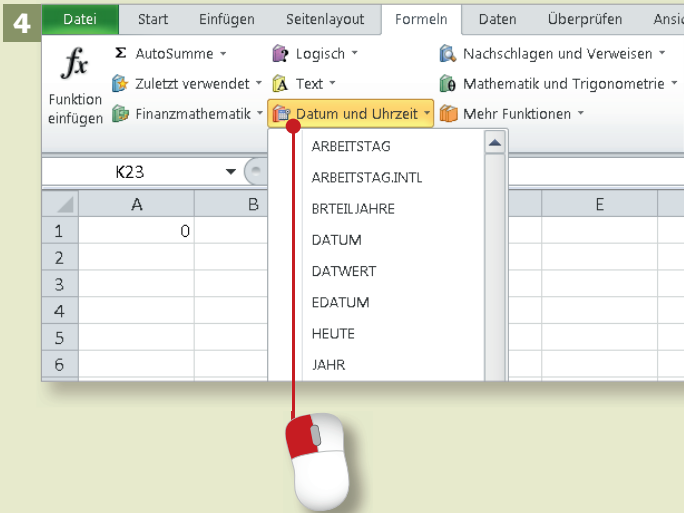 4
Datei Start Einfügen Seitenlayout Formeln Daten Überprüfen
fx Funktion einfügen
Σ AutoSumme
Zuletzt verwendet
Finanzmathematik
Logisch
Text
Datum und Uhrzeit
Nachschlagen und Verweisen
θ Mathematik und Trigonometrie
Mehr Funktionen
ARBEITSTAG
ARBEITSTAG.INTL
BRTEILJAHRE
DATUM
DATWERT
EDATUM
HEUTE
JAHR
K23
A B E
1 0
2
3
4
5
6